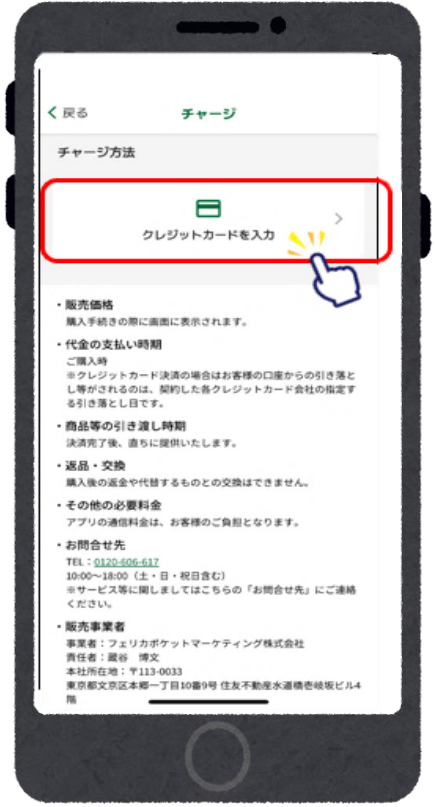 戻る
チャージ
チャージ方法
クレジットカードを入力
・販売価格
購入手続きの際に画面に表示されます。
・代金の支払い時期
ご購入時
※クレジットカード決済の場合はお客様の口座からの引き落と
し等がされるのは、契約した各クレジットカード会社の指定す
る引き落とし日です。
・商品等の引き渡し時期
決済完了後、直ちに提供いたします。
・返品・交換
購入後の返金や代替するものとの交換はできません。
・その他の必要料金
アプリの通信料金は、お客様のご負担となります。
・お問合せ先
TEL：0120-606-617
10:00〜18:00（土・日・祝日含む）
※サービス等に関しましてはこちらの「お問合せ先」にご連絡
ください。
・販売事業者
事業者：フェリカポケットマーケティング株式会社
責任者：蔵谷　博文
本社所在地：〒113-0033
東京都文京区本郷一丁目10番9号 住友不動産水道橋壱岐坂ビル4
階